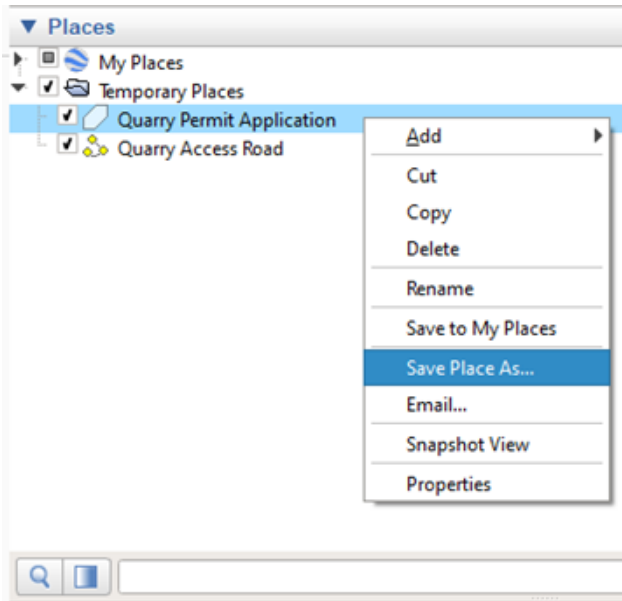 Places
My Places
Temporary Places
Quarry Permit Application
Quarry Access Road
Add
Cut
Copy
Delete
Rename
Save to My Places
Save Place As...
Email...
Snapshot View
Properties